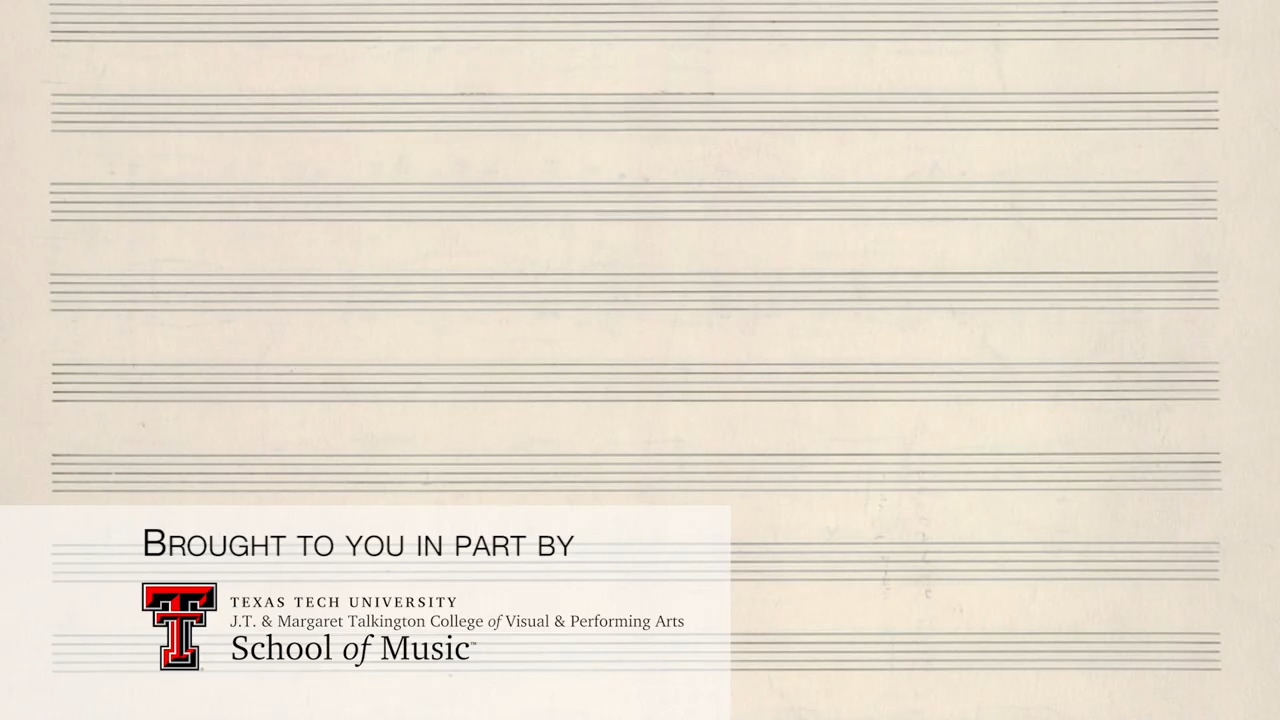 BROUGHT TO YOU IN PART BY
TEXAS TECH UNIVERSITY
J.T. & Margaret Talkington College of Visual & Performing Arts
School of Music™